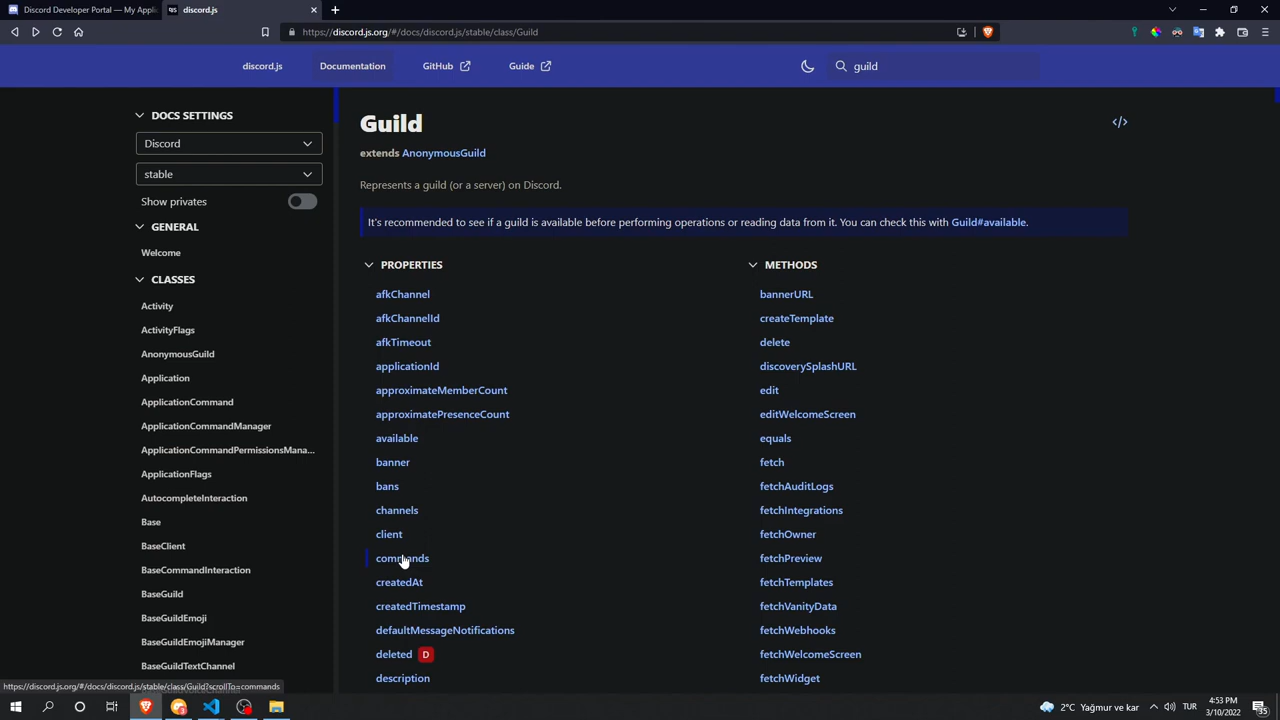 Discord Developer Portal — My Appl
discord.js
https://discord.js.org/#/docs/discord.js/stable/class/Guild
discord.js
Documentation
GitHub
Guide
guild
DOCS SETTINGS
Discord
stable
Show privates
GENERAL
Welcome
CLASSES
Activity
ActivityFlags
AnonymousGuild
Application
ApplicationCommand
ApplicationCommandManager
ApplicationCommandPermissionsMana...
ApplicationFlags
AutocompleteInteraction
Base
BaseClient
BaseCommandInteraction
BaseGuild
BaseGuildEmoji
BaseGuildEmojiManager
BaseGuildTextChannel
Guild
extends AnonymousGuild
Represents a guild (or a server) on Discord.
It's recommended to see if a guild is available before performing operations or reading data from it. You can check this with Guild#available.
PROPERTIES
afkChannel
afkChannelId
afkTimeout
applicationId
approximateMemberCount
approximatePresenceCount
available
banner
bans
channels
client
commands
createdAt
createdTimestamp
defaultMessageNotifications
deleted D
description
METHODS
bannerURL
createTemplate
delete
discoverySplashURL
edit
editWelcomeScreen
equals
fetch
fetchAuditLogs
fetchIntegrations
fetchOwner
fetchPreview
fetchTemplates
fetchVanityData
fetchWebhooks
fetchWelcomeScreen
fetchWidget
https://discord.js.org/#/docs/discord.js/stable/class/Guild?scrollTo=commands
2°C Yağmur ve kar
TUR
4:53 PM
3/10/2022